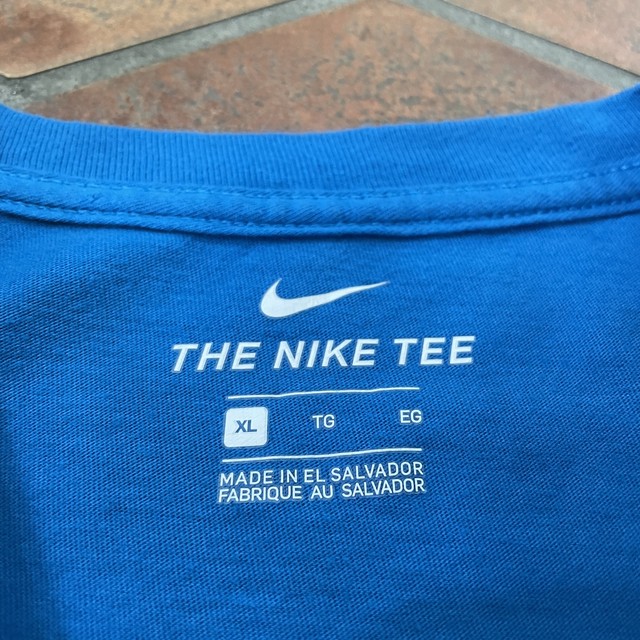 THE NIKE TEE
XL TG EG
MADE IN EL SALVADOR
FABRIQUE AU SALVADOR